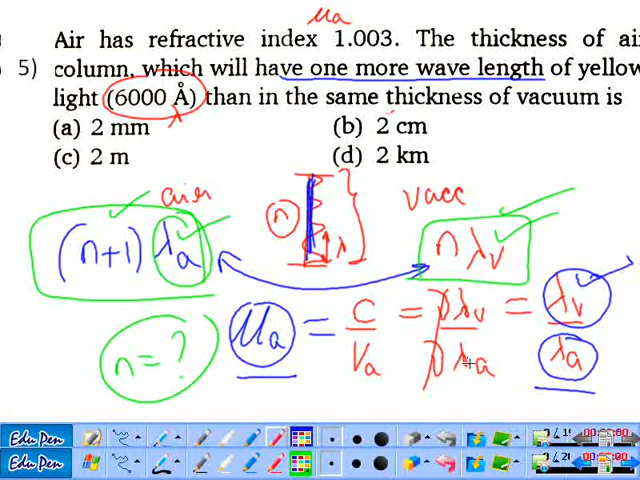 μa
Air has refractive index 1.003. The thickness of air
5) column, which will have one more wave length of yellow
light (6000 Å) than in the same thickness of vacuum is
λ
(a) 2 mm (b) 2 cm
(c) 2 m (d) 2 km
air vacc
(n+1) λa n λ nλv
n = ? μa = C/Va = νλv/νλa = λv/λa
Edu Pen
Edu Pen